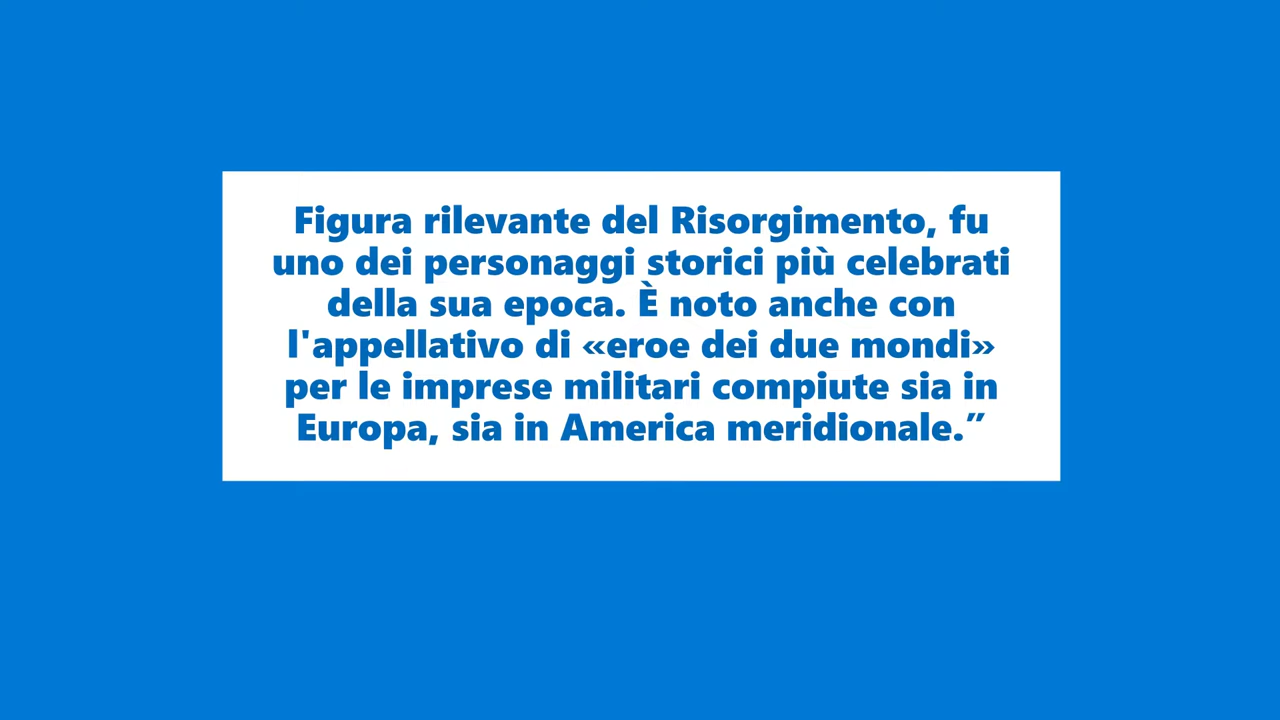 Figura rilevante del Risorgimento, fu
uno dei personaggi storici più celebrati
della sua epoca. È noto anche con
l'appellativo di «eroe dei due mondi»
per le imprese militari compiute sia in
Europa, sia in America meridionale.”